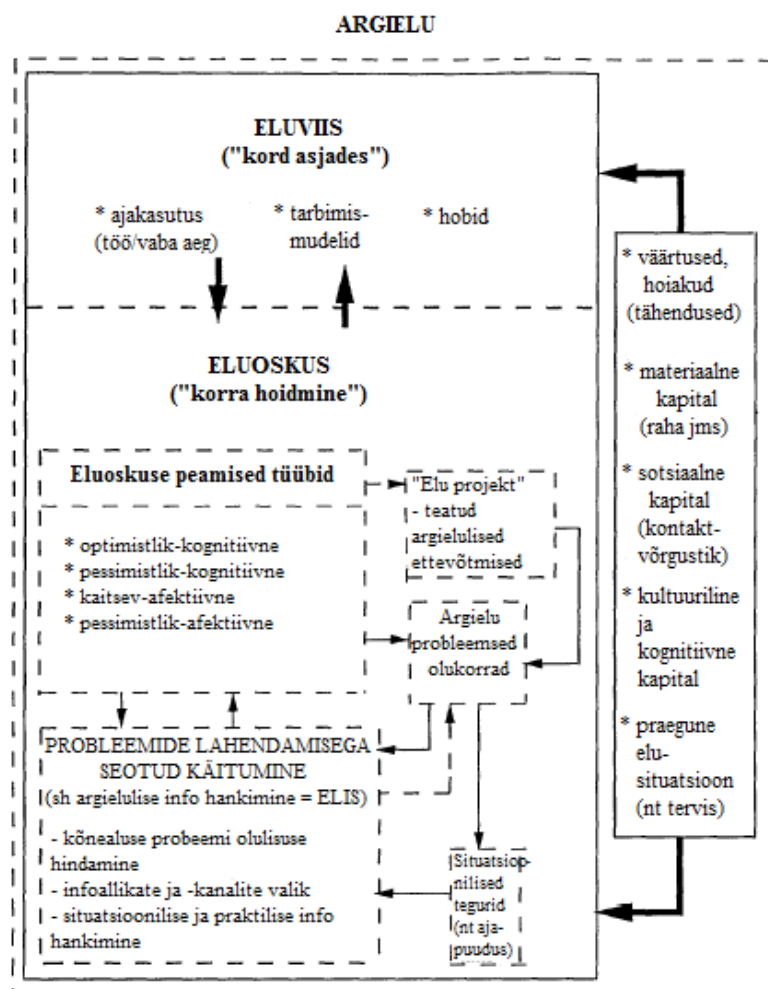 ARGIELU
ELUVIIS
("kord asjades")
* ajakasutus
(töö/vaba aeg)
* tarbimis-
mudelid
* hobid
ELUOSKUS
("korra hoidmine")
Eluoskuse peamised tüübid
* optimistlik-kognitiivne
* pessimistlik-kognitiivne
* kaitsev-afektiivne
* pessimistlik-afektiivne
"Elu projekt"
- teatud
argielulised
ettevõtmised
Argielu
probleemsed
olukorrad
PROBLEEMIDE LAHENDAMISEGA
SEOTUD KÄITUMINE
(sh argielulise info hankimine = ELIS)
- kõnealuse probeemi olulisuse
hindamine
- infoallikate ja -kanalite valik
- situatsioonilise ja praktilise info
hankimine
Situatsioo-
nilised
tegurid
(nt aja-
puudus)
* väärtused,
hoiakud
(tähendused)
* materiaalne
kapital
(raha jms)
* sotsiaalne
kapital
(kontakt-
võrgustik)
* kultuuriline
ja
kognitiivne
kapital
* praegune
elu-
situatsioon
(nt tervis)